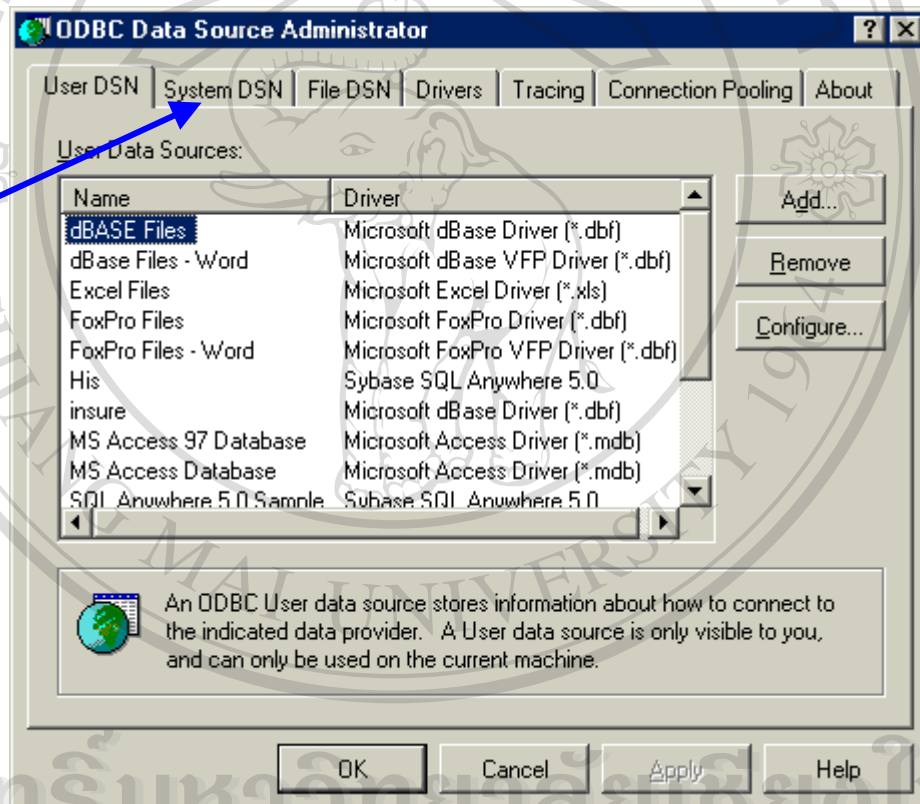 ODBC Data Source Administrator
User DSN System DSN File DSN Drivers Tracing Connection Pooling About
User Data Sources:
Name Driver
dBASE Files Microsoft dBase Driver (*.dbf)
dBase Files - Word Microsoft dBase VFP Driver (*.dbf)
Excel Files Microsoft Excel Driver (*.xls)
FoxPro Files Microsoft FoxPro Driver (*.dbf)
FoxPro Files - Word Microsoft FoxPro VFP Driver (*.dbf)
His Sybase SQL Anywhere 5.0
insure Microsoft dBase Driver (*.dbf)
MS Access 97 Database Microsoft Access Driver (*.mdb)
MS Access Database Microsoft Access Driver (*.mdb)
SQL Anywhere 5.0 Sample Sybase SQL Anywhere 5.0
Add...
Remove
Configure...
An ODBC User data source stores information about how to connect to
the indicated data provider. A User data source is only visible to you,
and can only be used on the current machine.
OK Cancel Apply Help
MAI UNIVERSITY 1964